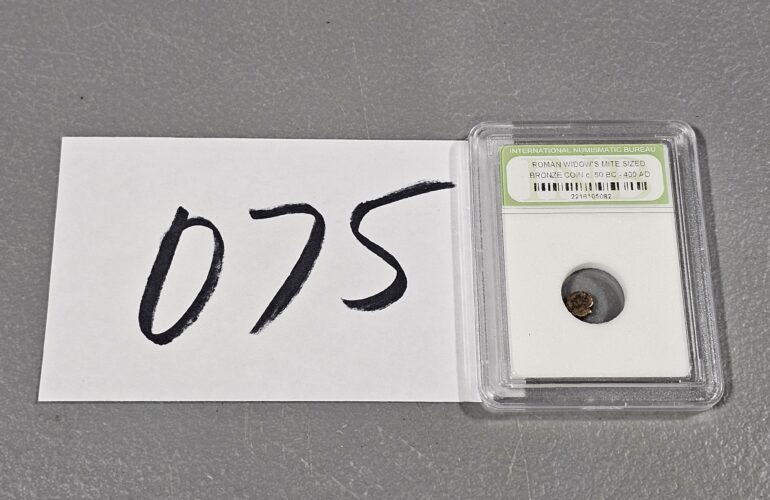 075
INTERNATIONAL NUMISMATIC BUREAU
ROMAN WIDOW'S MITE SIZED
BRONZE COIN c. 50 BC - 400 AD
2216105082